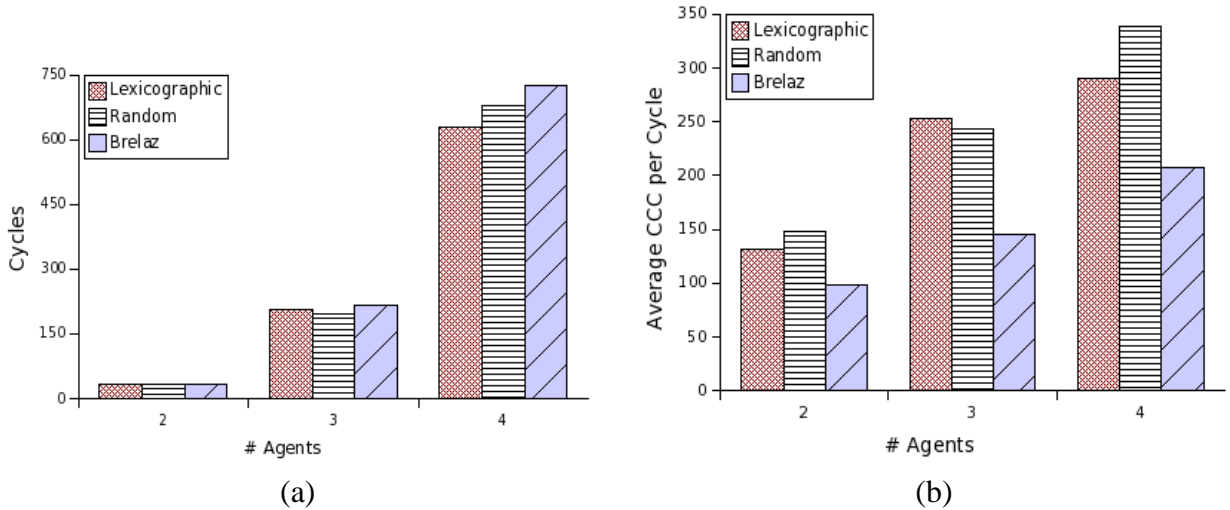 750
600
450
300
150
0
Cycles
Lexicographic
Random
Brelaz
2 3 4
# Agents
(a)
350
300
250
200
150
100
50
0
Average CCC per Cycle
Lexicographic
Random
Brelaz
2 3 4
# Agents
(b)